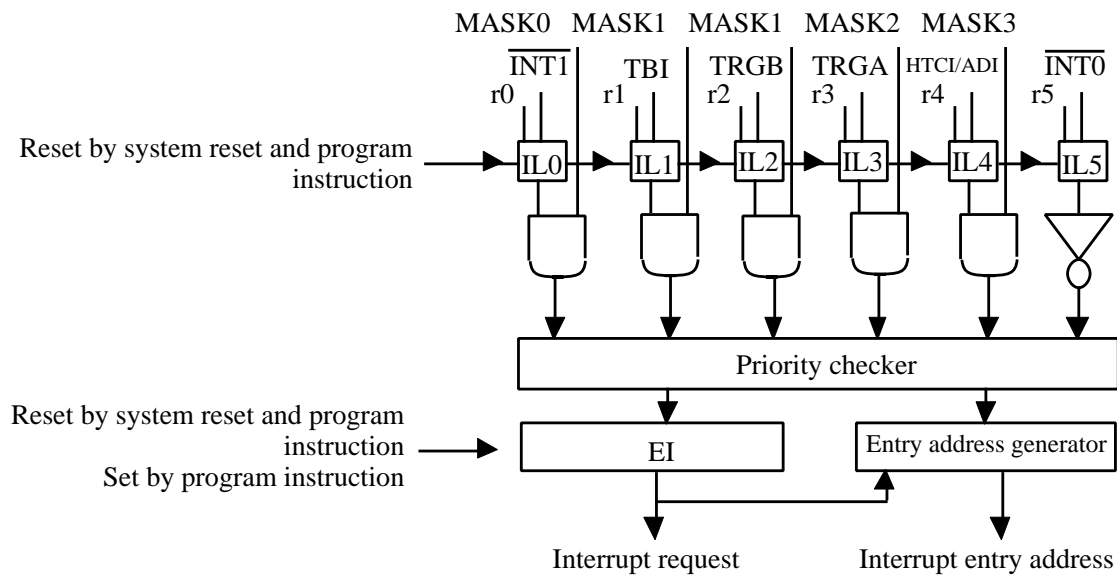 MASK0 MASK1 MASK1 MASK2 MASK3
INT1 TBI TRGB TRGA HTCI/ADI INT0
r0 r1 r2 r3 r4 r5
Reset by system reset and program
instruction
IL0 IL1 IL2 IL3 IL4 IL5
Priority checker
Reset by system reset and program
instruction
Set by program instruction
EI
Entry address generator
Interrupt request
Interrupt entry address